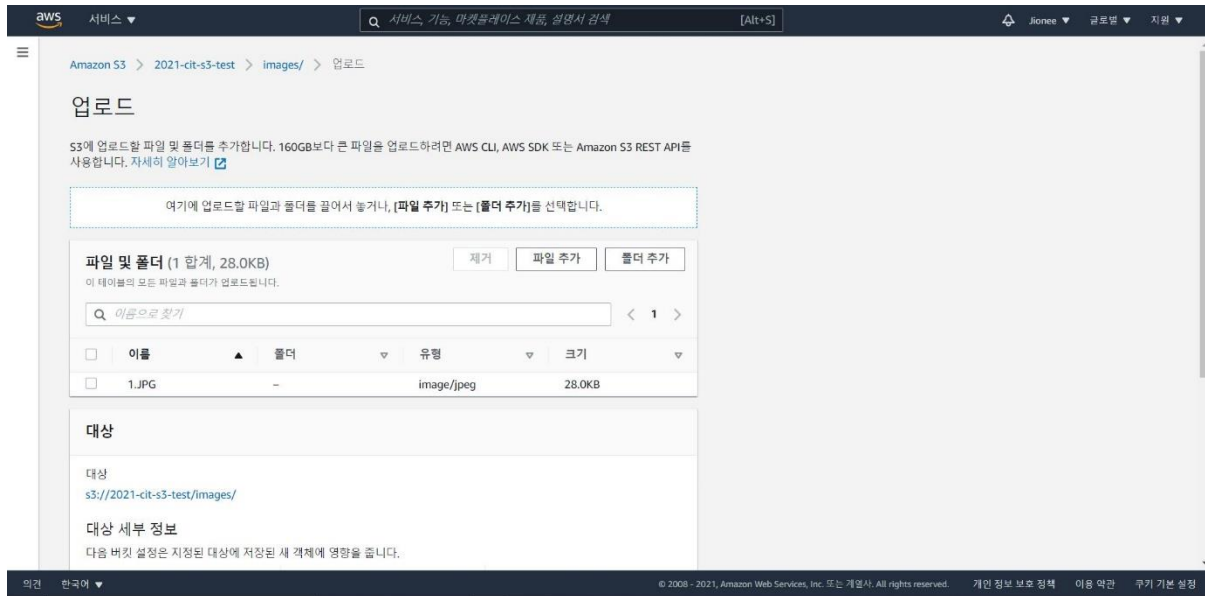 aws 서비스 ▼ 서비스, 기능, 마켓플레이스 제품, 설명서 검색 [Alt+S] Jionee ▼ 글로벌 ▼ 지원 ▼
Amazon S3 > 2021-cit-s3-test > images/ > 업로드
업로드
S3에 업로드할 파일 및 폴더를 추가합니다. 160GB보다 큰 파일을 업로드하려면 AWS CLI, AWS SDK 또는 Amazon S3 REST API를
사용합니다. 자세히 알아보기
여기에 업로드할 파일과 폴더를 끌어서 놓거나, [파일 추가] 또는 [폴더 추가]를 선택합니다.
파일 및 폴더 (1 합계, 28.0KB) 제거 파일 추가 폴더 추가
이 테이블의 모든 파일과 폴더가 업로드됩니다.
이름으로 찾기 < 1 >
이름 ▲ 폴더 ▽ 유형 ▽ 크기 ▽
1.JPG – image/jpeg 28.0KB
대상
대상
s3://2021-cit-s3-test/images/
대상 세부 정보
다음 버킷 설정은 지정된 대상에 저장된 새 객체에 영향을 줍니다.
의견 한국어 ▼ © 2008 - 2021, Amazon Web Services, Inc. 또는 계열사. All rights reserved. 개인 정보 보호 정책 이용 약관 쿠키 기본 설정